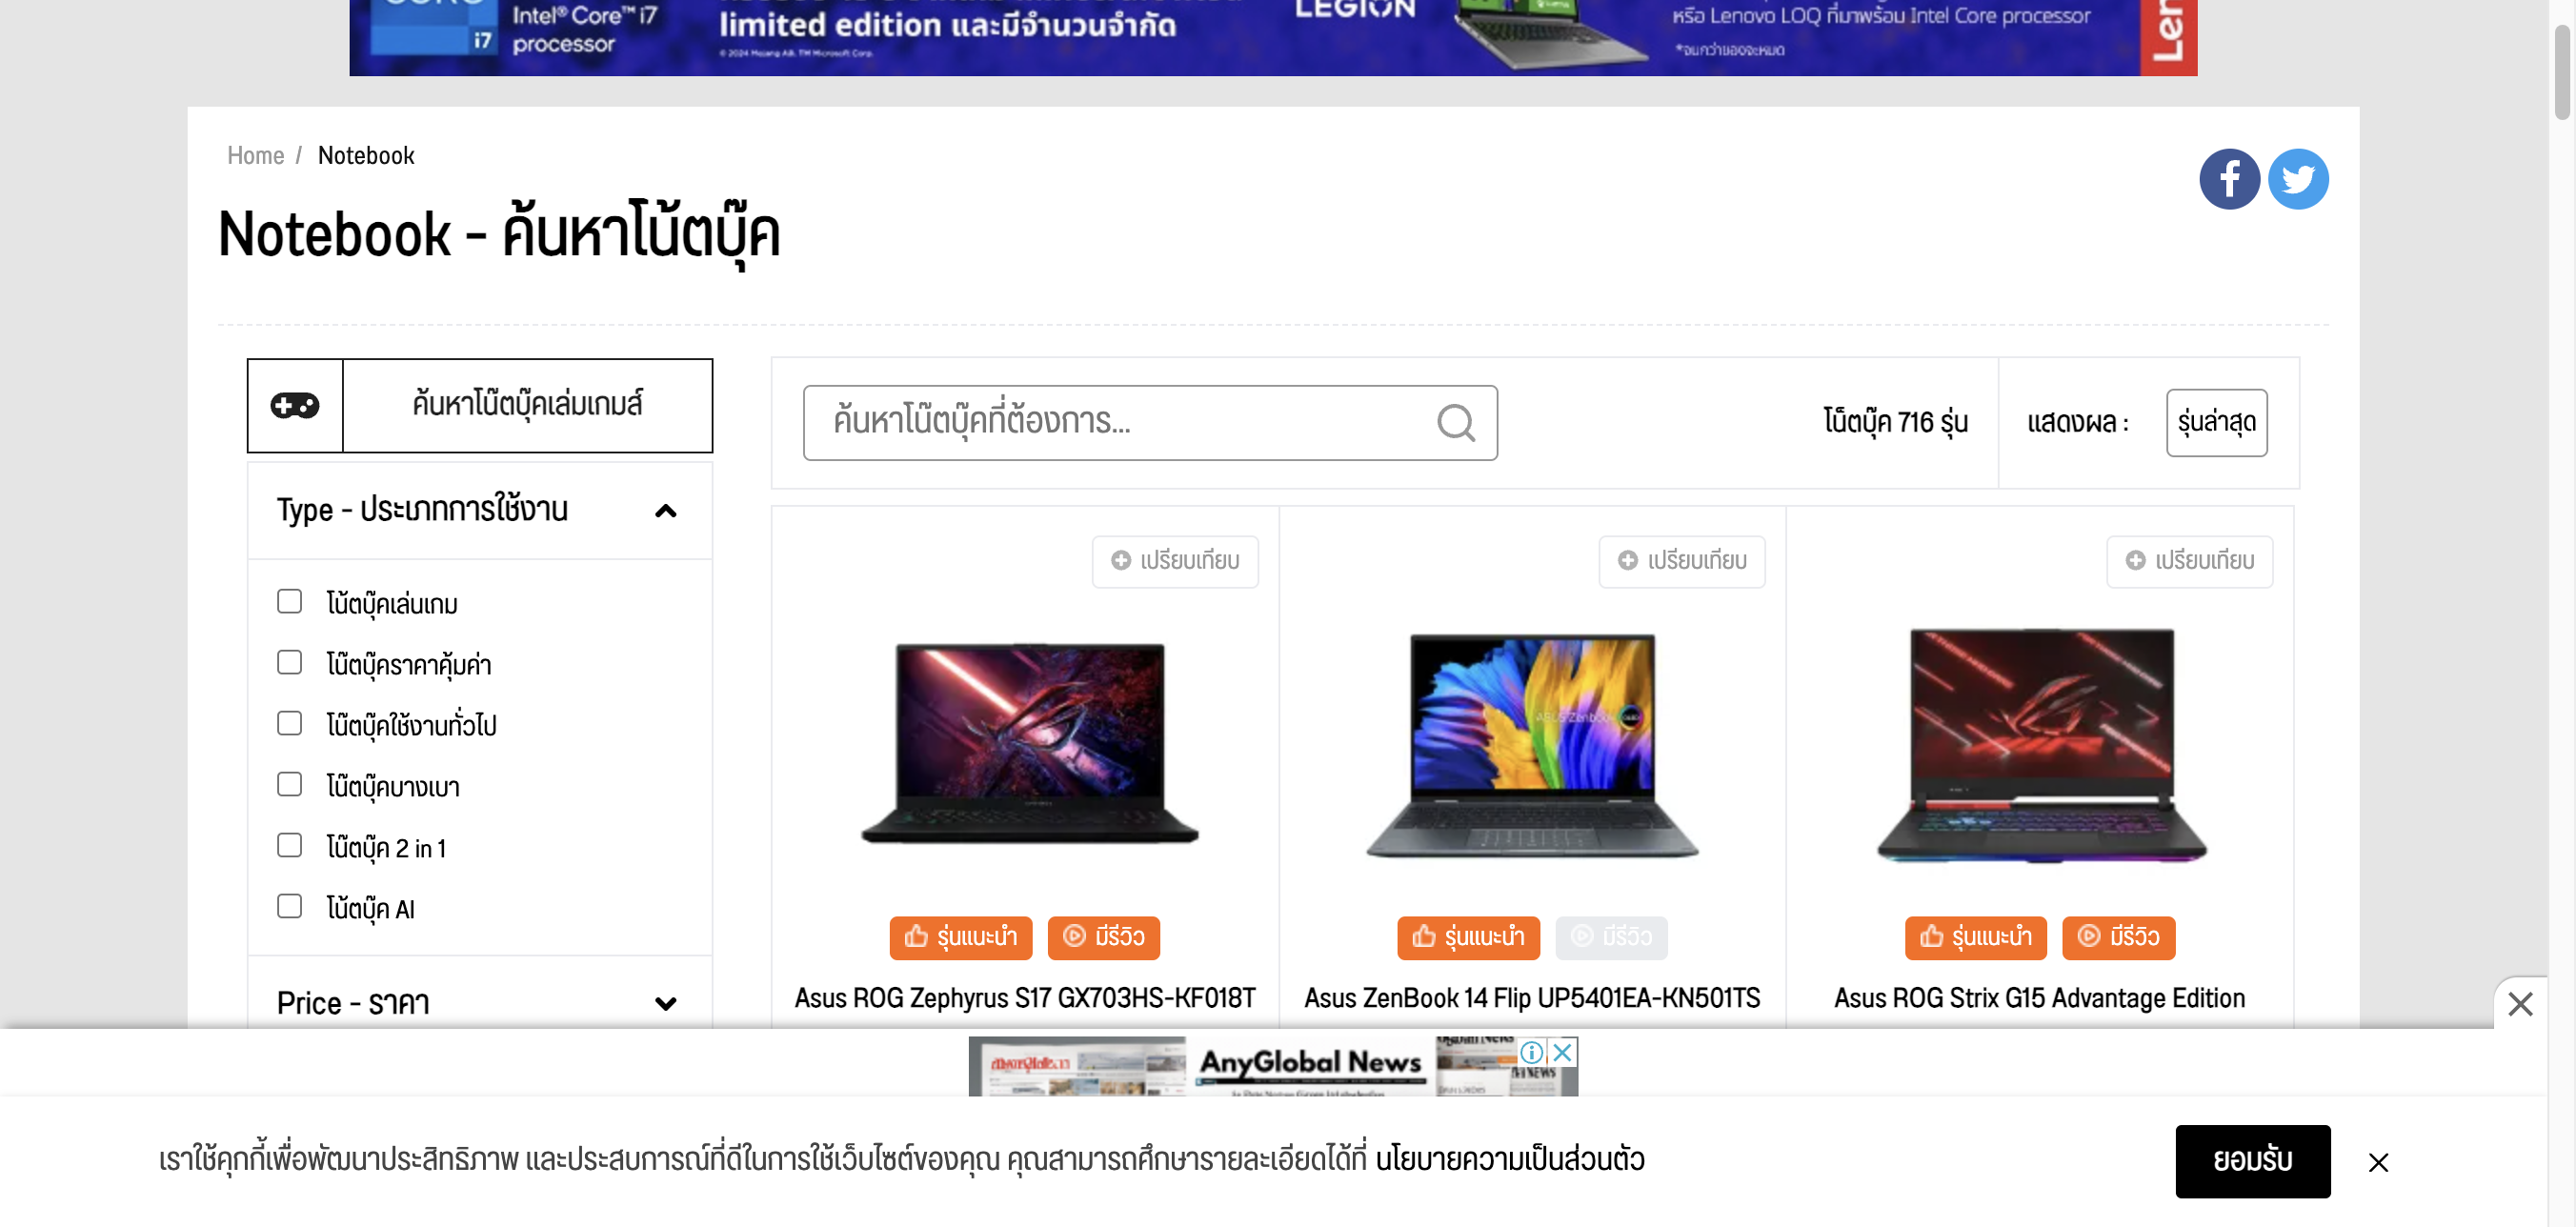 Intel® Core™ i7
processor
i7
limited edition และมีจำนวนจำกัด
© 2024 Mojang AB. TM Microsoft Corp.
LEGION
หรือ Lenovo LOQ ที่มาพร้อม Intel Core processor
*จนกว่าของจะหมด
Home / Notebook
Notebook - ค้นหาโน้ตบุ๊ค
ค้นหาโน๊ตบุ๊คเล่มเกมส์
ค้นหาโน๊ตบุ๊คที่ต้องการ...
โน็ตบุ๊ค 716 รุ่น
แสดงผล :
รุ่นล่าสุด
Type - ประเภทการใช้งาน
โน้ตบุ๊คเล่นเกม
โน๊ตบุ๊คราคาคุ้มค่า
โน๊ตบุ๊คใช้งานทั่วไป
โน๊ตบุ๊คบางเบา
โน๊ตบุ๊ค 2 in 1
โน้ตบุ๊ค AI
Price - ราคา
เปรียบเทียบ
เปรียบเทียบ
เปรียบเทียบ
ASUS Zenbook
รุ่นแนะนำ
มีรีวิว
รุ่นแนะนำ
มีรีวิว
รุ่นแนะนำ
มีรีวิว
Asus ROG Zephyrus S17 GX703HS-KF018T
Asus ZenBook 14 Flip UP5401EA-KN501TS
Asus ROG Strix G15 Advantage Edition
AnyGlobal News
เราใช้คุกกี้เพื่อพัฒนาประสิทธิภาพ และประสบการณ์ที่ดีในการใช้เว็บไซต์ของคุณ คุณสามารถศึกษารายละเอียดได้ที่ นโยบายความเป็นส่วนตัว
ยอมรับ